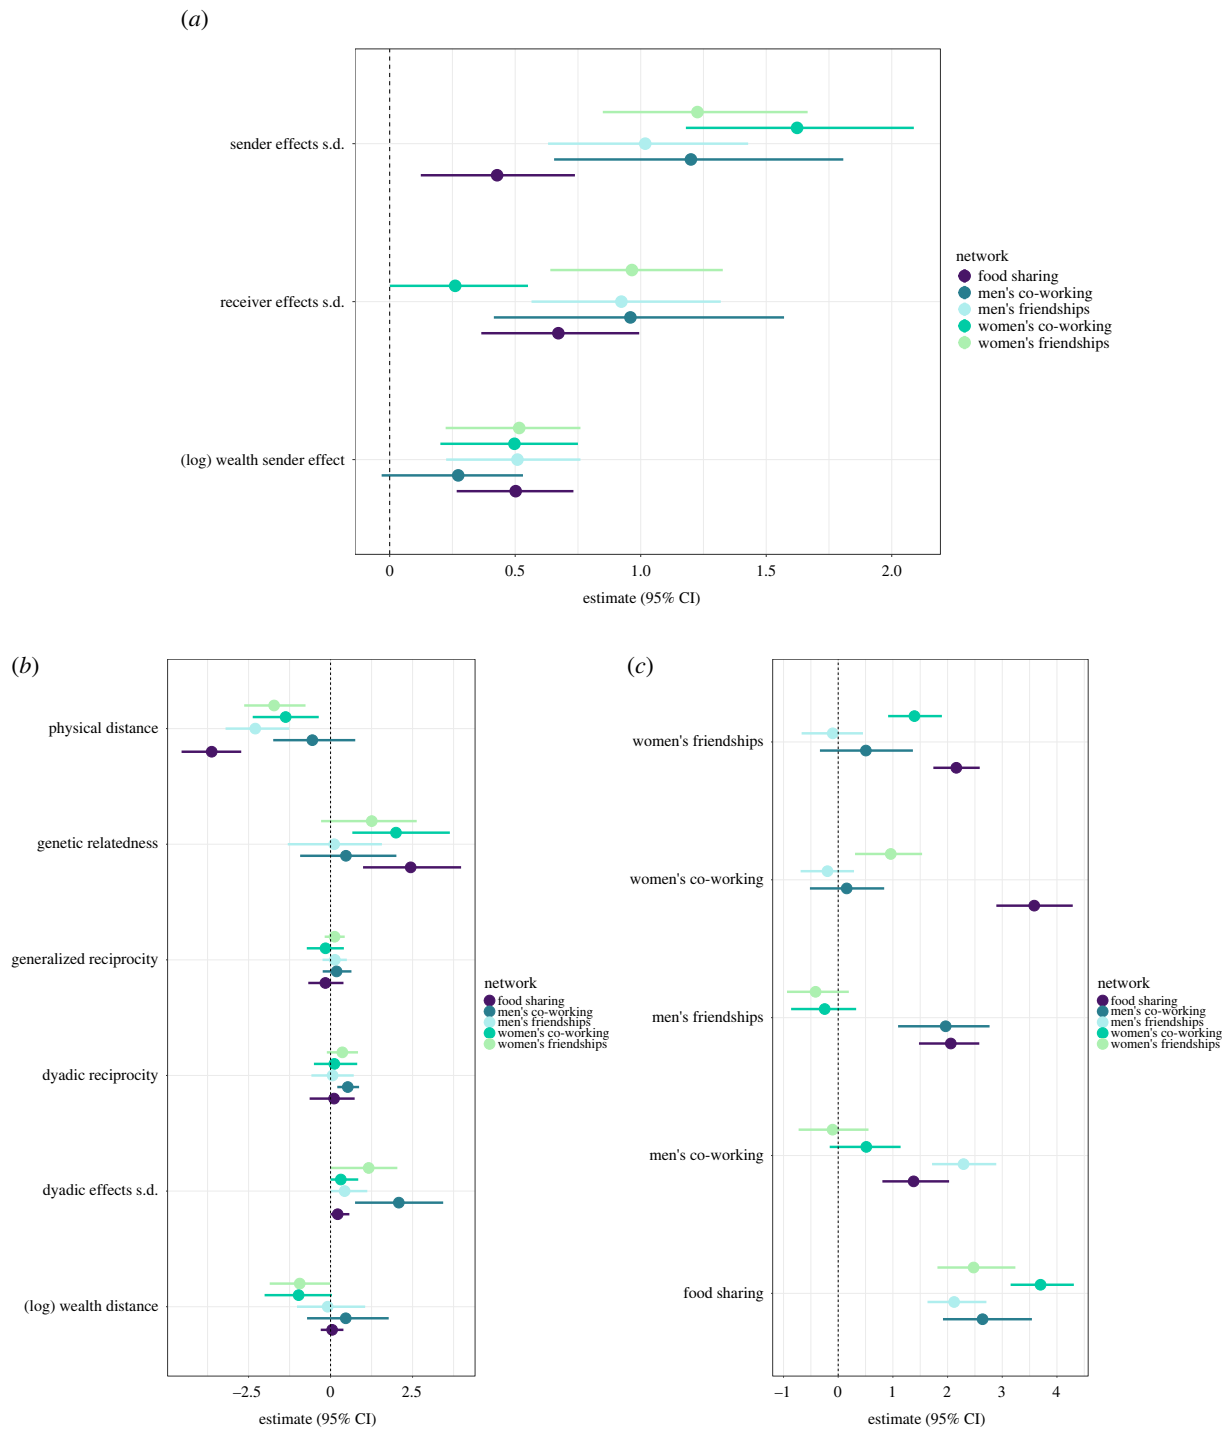 (a)
sender effects s.d.
receiver effects s.d.
(log) wealth sender effect
0 0.5 1.0 1.5 2.0
estimate (95% CI)
network
food sharing
men's co-working
men's friendships
women's co-working
women's friendships
(b)
physical distance
genetic relatedness
generalized reciprocity
dyadic reciprocity
dyadic effects s.d.
(log) wealth distance
–2.5 0 2.5
estimate (95% CI)
network
food sharing
men's co-working
men's friendships
women's co-working
women's friendships
(c)
women's friendships
women's co-working
men's friendships
men's co-working
food sharing
–1 0 1 2 3 4
estimate (95% CI)
network
food sharing
men's co-working
men's friendships
women's co-working
women's friendships